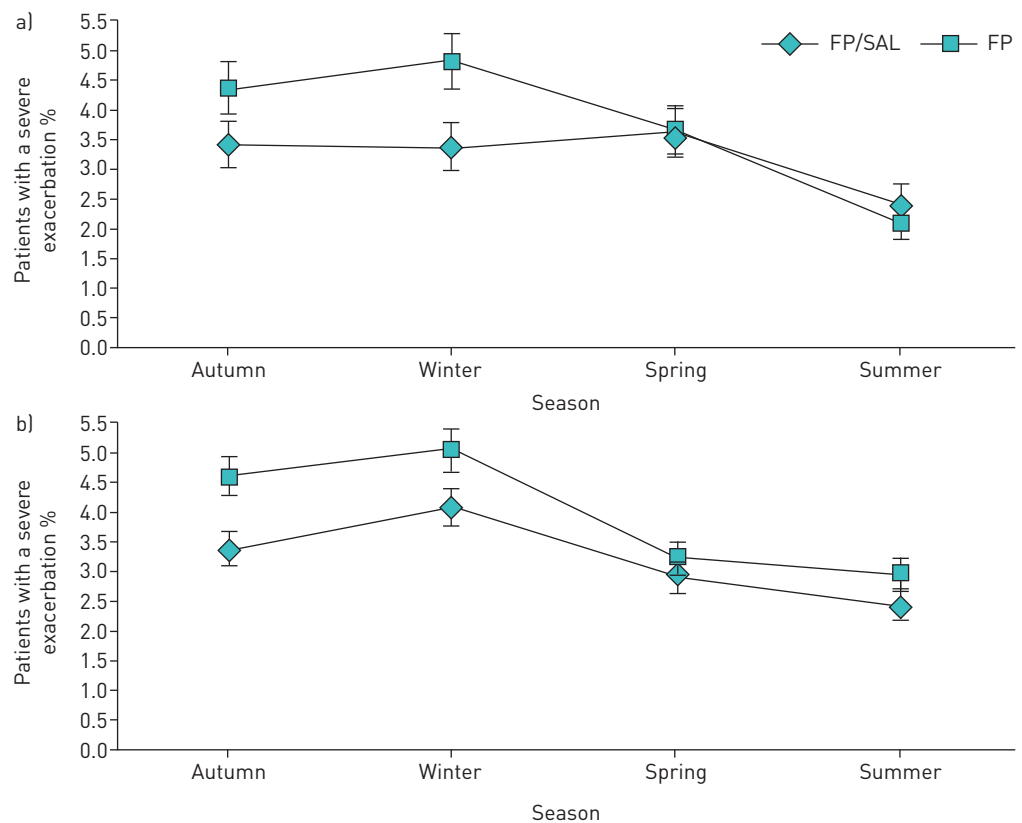 a)
FP/SAL
FP
Patients with a severe
exacerbation %
5.5
5.0
4.5
4.0
3.5
3.0
2.5
2.0
1.5
1.0
0.5
0.0
Autumn Winter Spring Summer
Season
b)
Patients with a severe
exacerbation %
5.5
5.0
4.5
4.0
3.5
3.0
2.5
2.0
1.5
1.0
0.5
0.0
Autumn Winter Spring Summer
Season